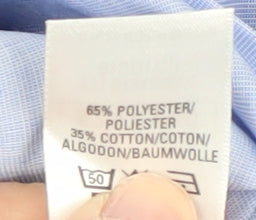 65% POLYESTER/
POLIESTER
35% COTTON/COTON/
ALGODON/BAUMWOLLE
50